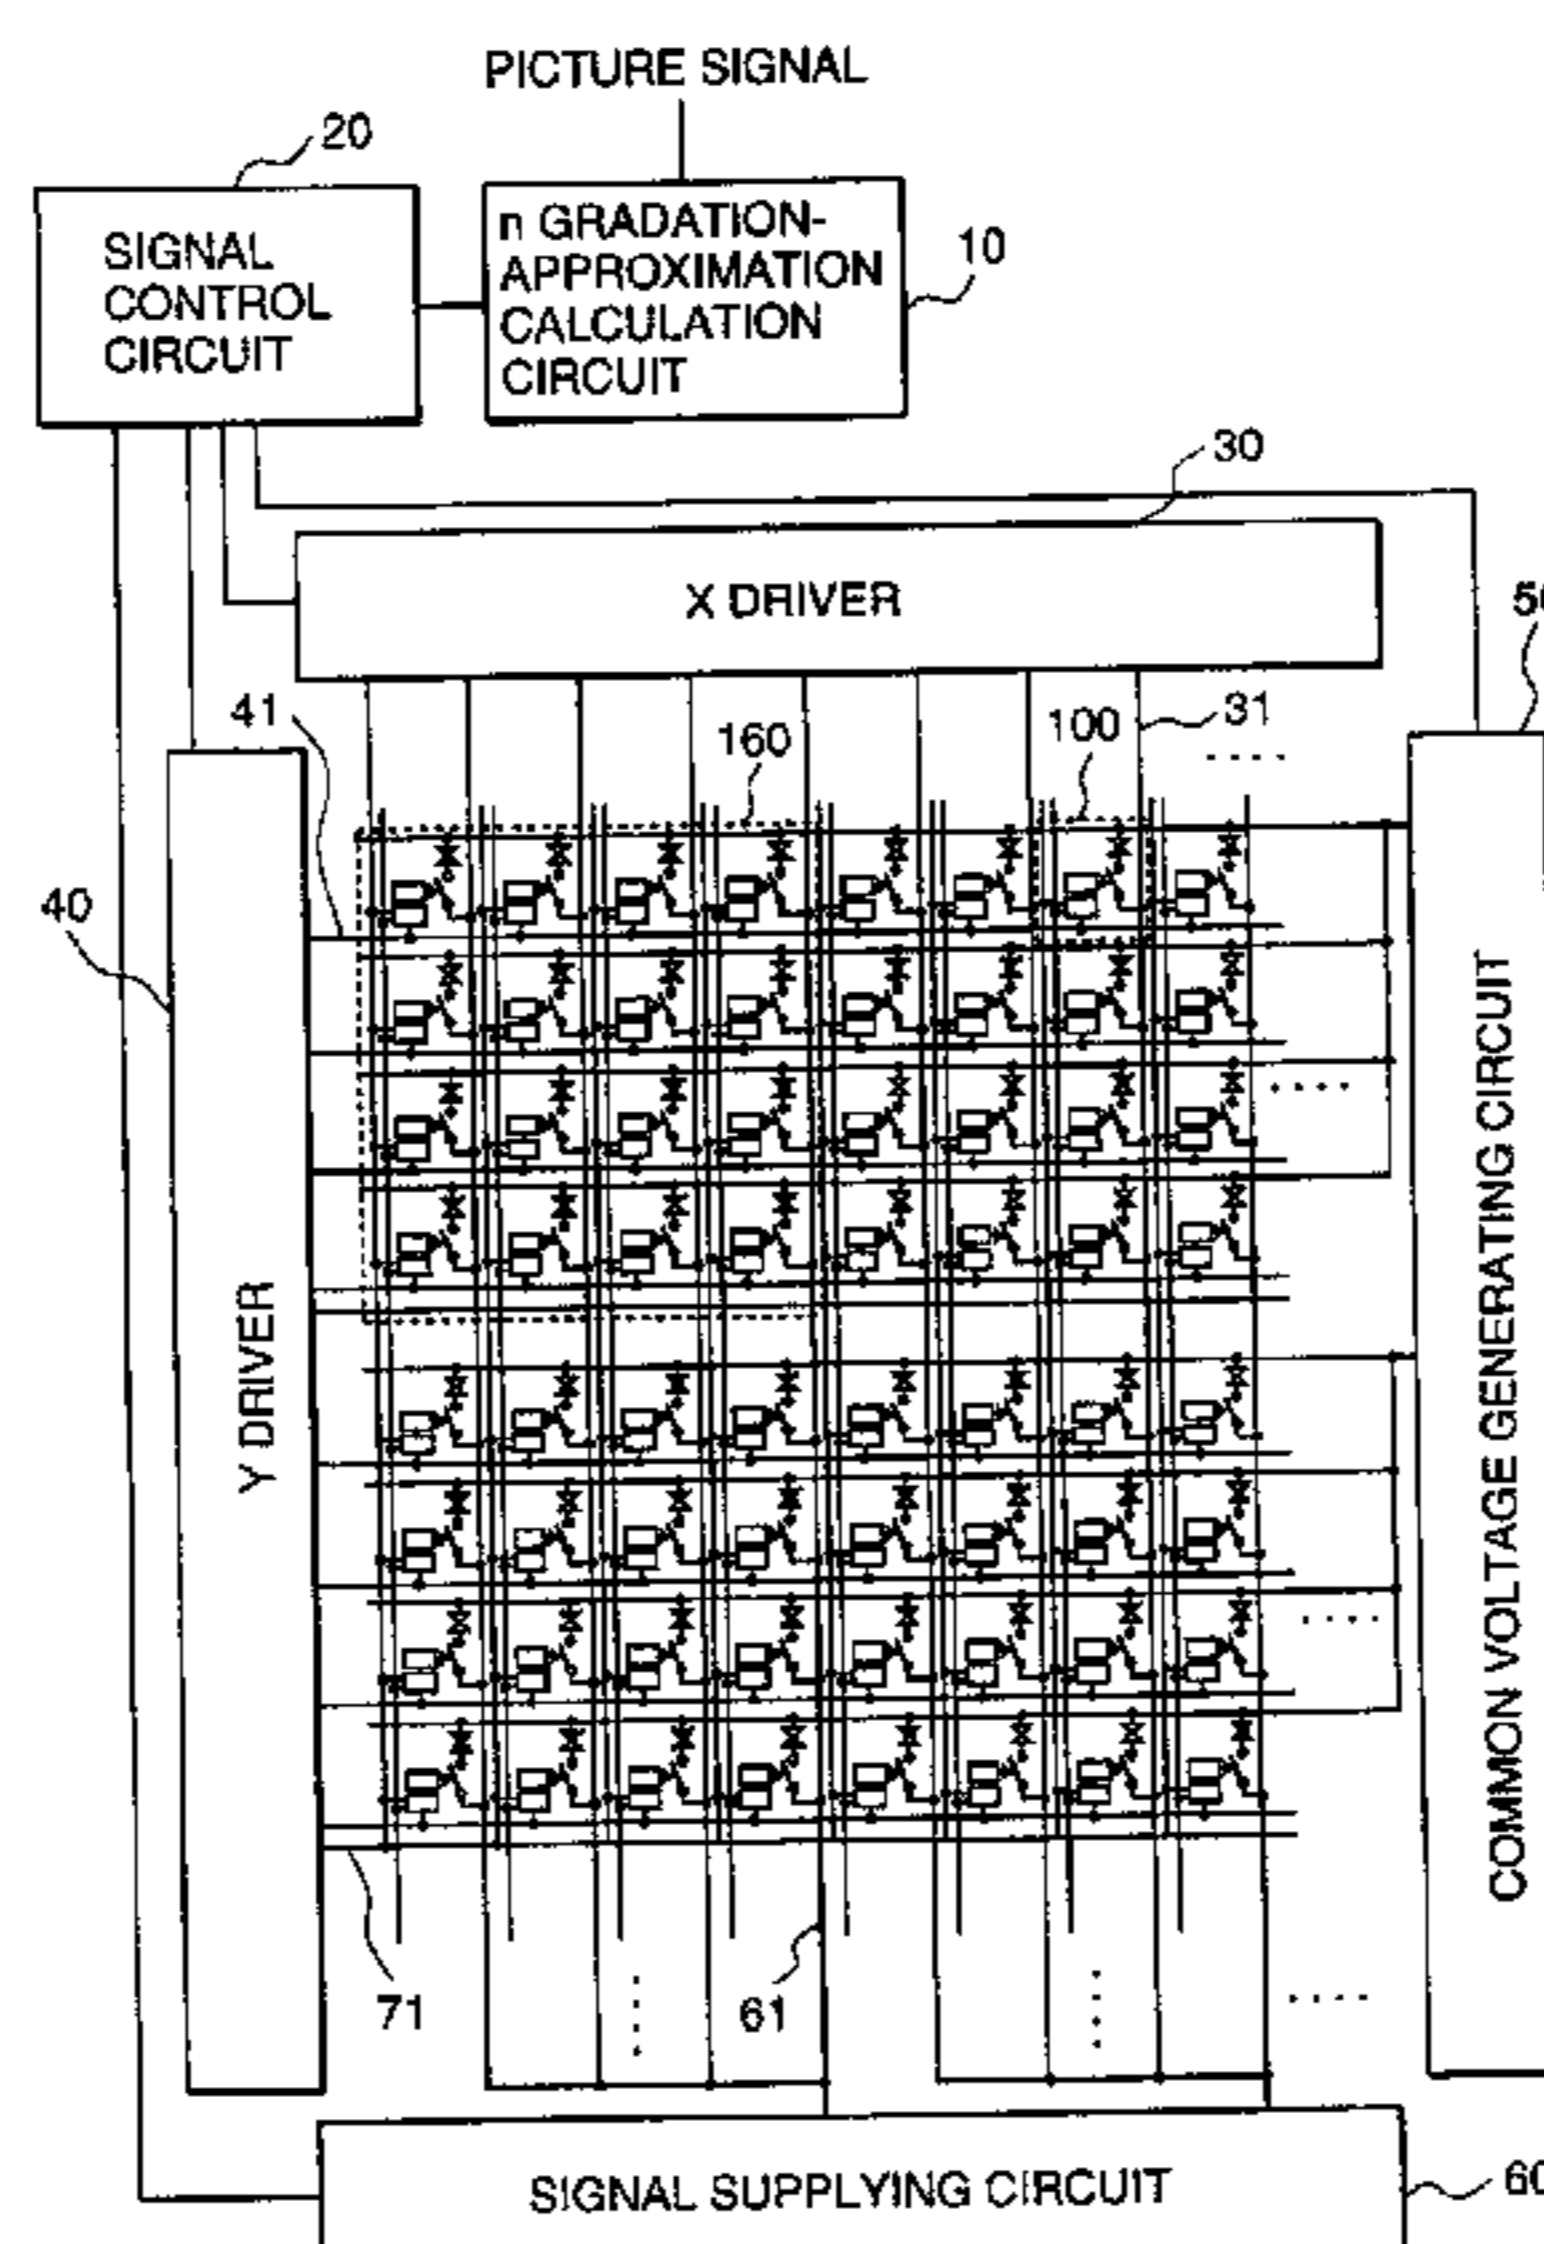 PICTURE SIGNAL
20
SIGNAL
CONTROL
CIRCUIT
n GRADATION-
APPROXIMATION
CALCULATION
CIRCUIT
10
30
X DRIVER
41
160
100
31
40
Y DRIVER
COMMON VOLTAGE GENERATING CIRCUIT
71
61
SIGNAL SUPPLYING CIRCUIT